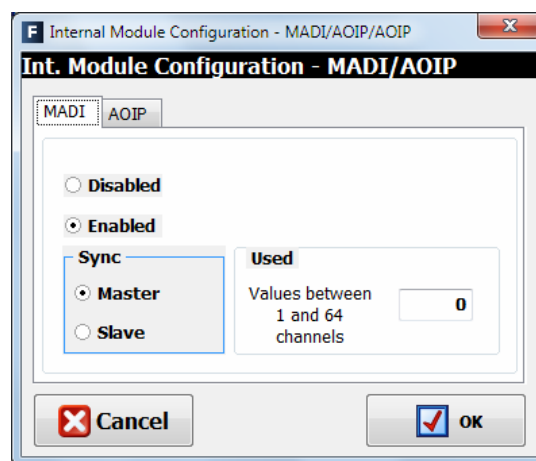 F Internal Module Configuration - MADI/AOIP/AOIP
Int. Module Configuration - MADI/AOIP
MADI AOIP
Disabled
Enabled
Sync
Master
Slave
Used
Values between
1 and 64
channels
0
Cancel
OK